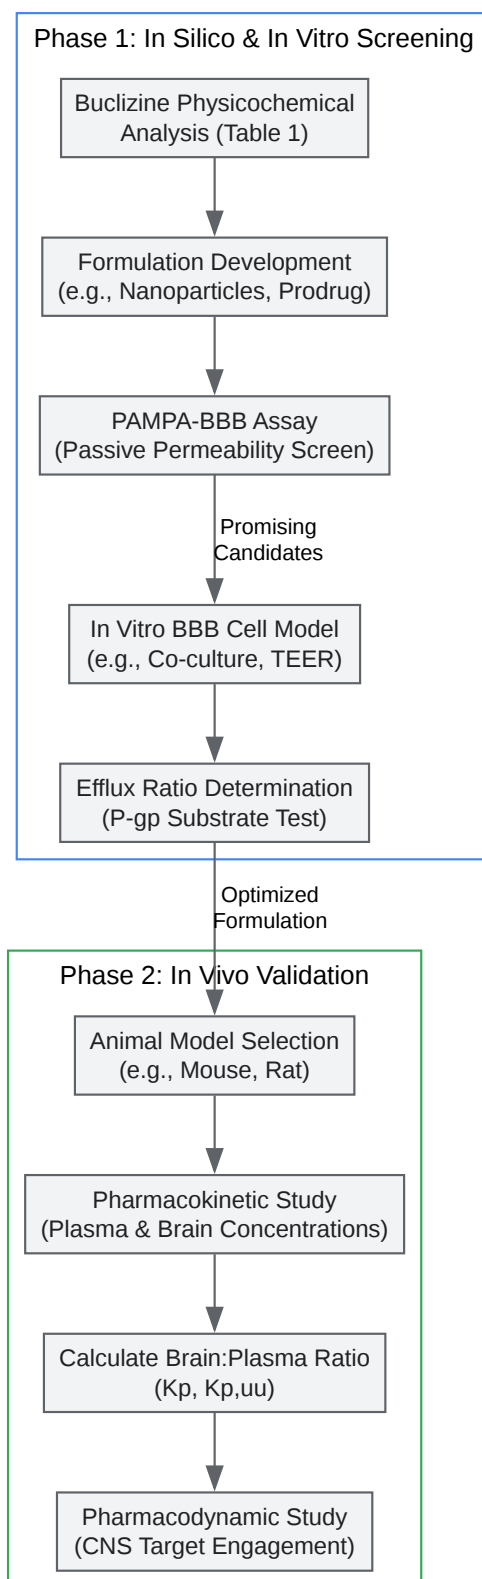 Phase 1: In Silico & In Vitro Screening
Buclizine Physicochemical
Analysis (Table 1)
Formulation Development
(e.g., Nanoparticles, Prodrug)
PAMPA-BBB Assay
(Passive Permeability Screen)
Promising
Candidates
In Vitro BBB Cell Model
(e.g., Co-culture, TEER)
Efflux Ratio Determination
(P-gp Substrate Test)
Optimized
Formulation
Phase 2: In Vivo Validation
Animal Model Selection
(e.g., Mouse, Rat)
Pharmacokinetic Study
(Plasma & Brain Concentrations)
Calculate Brain:Plasma Ratio
(Kp, Kp,uu)
Pharmacodynamic Study
(CNS Target Engagement)